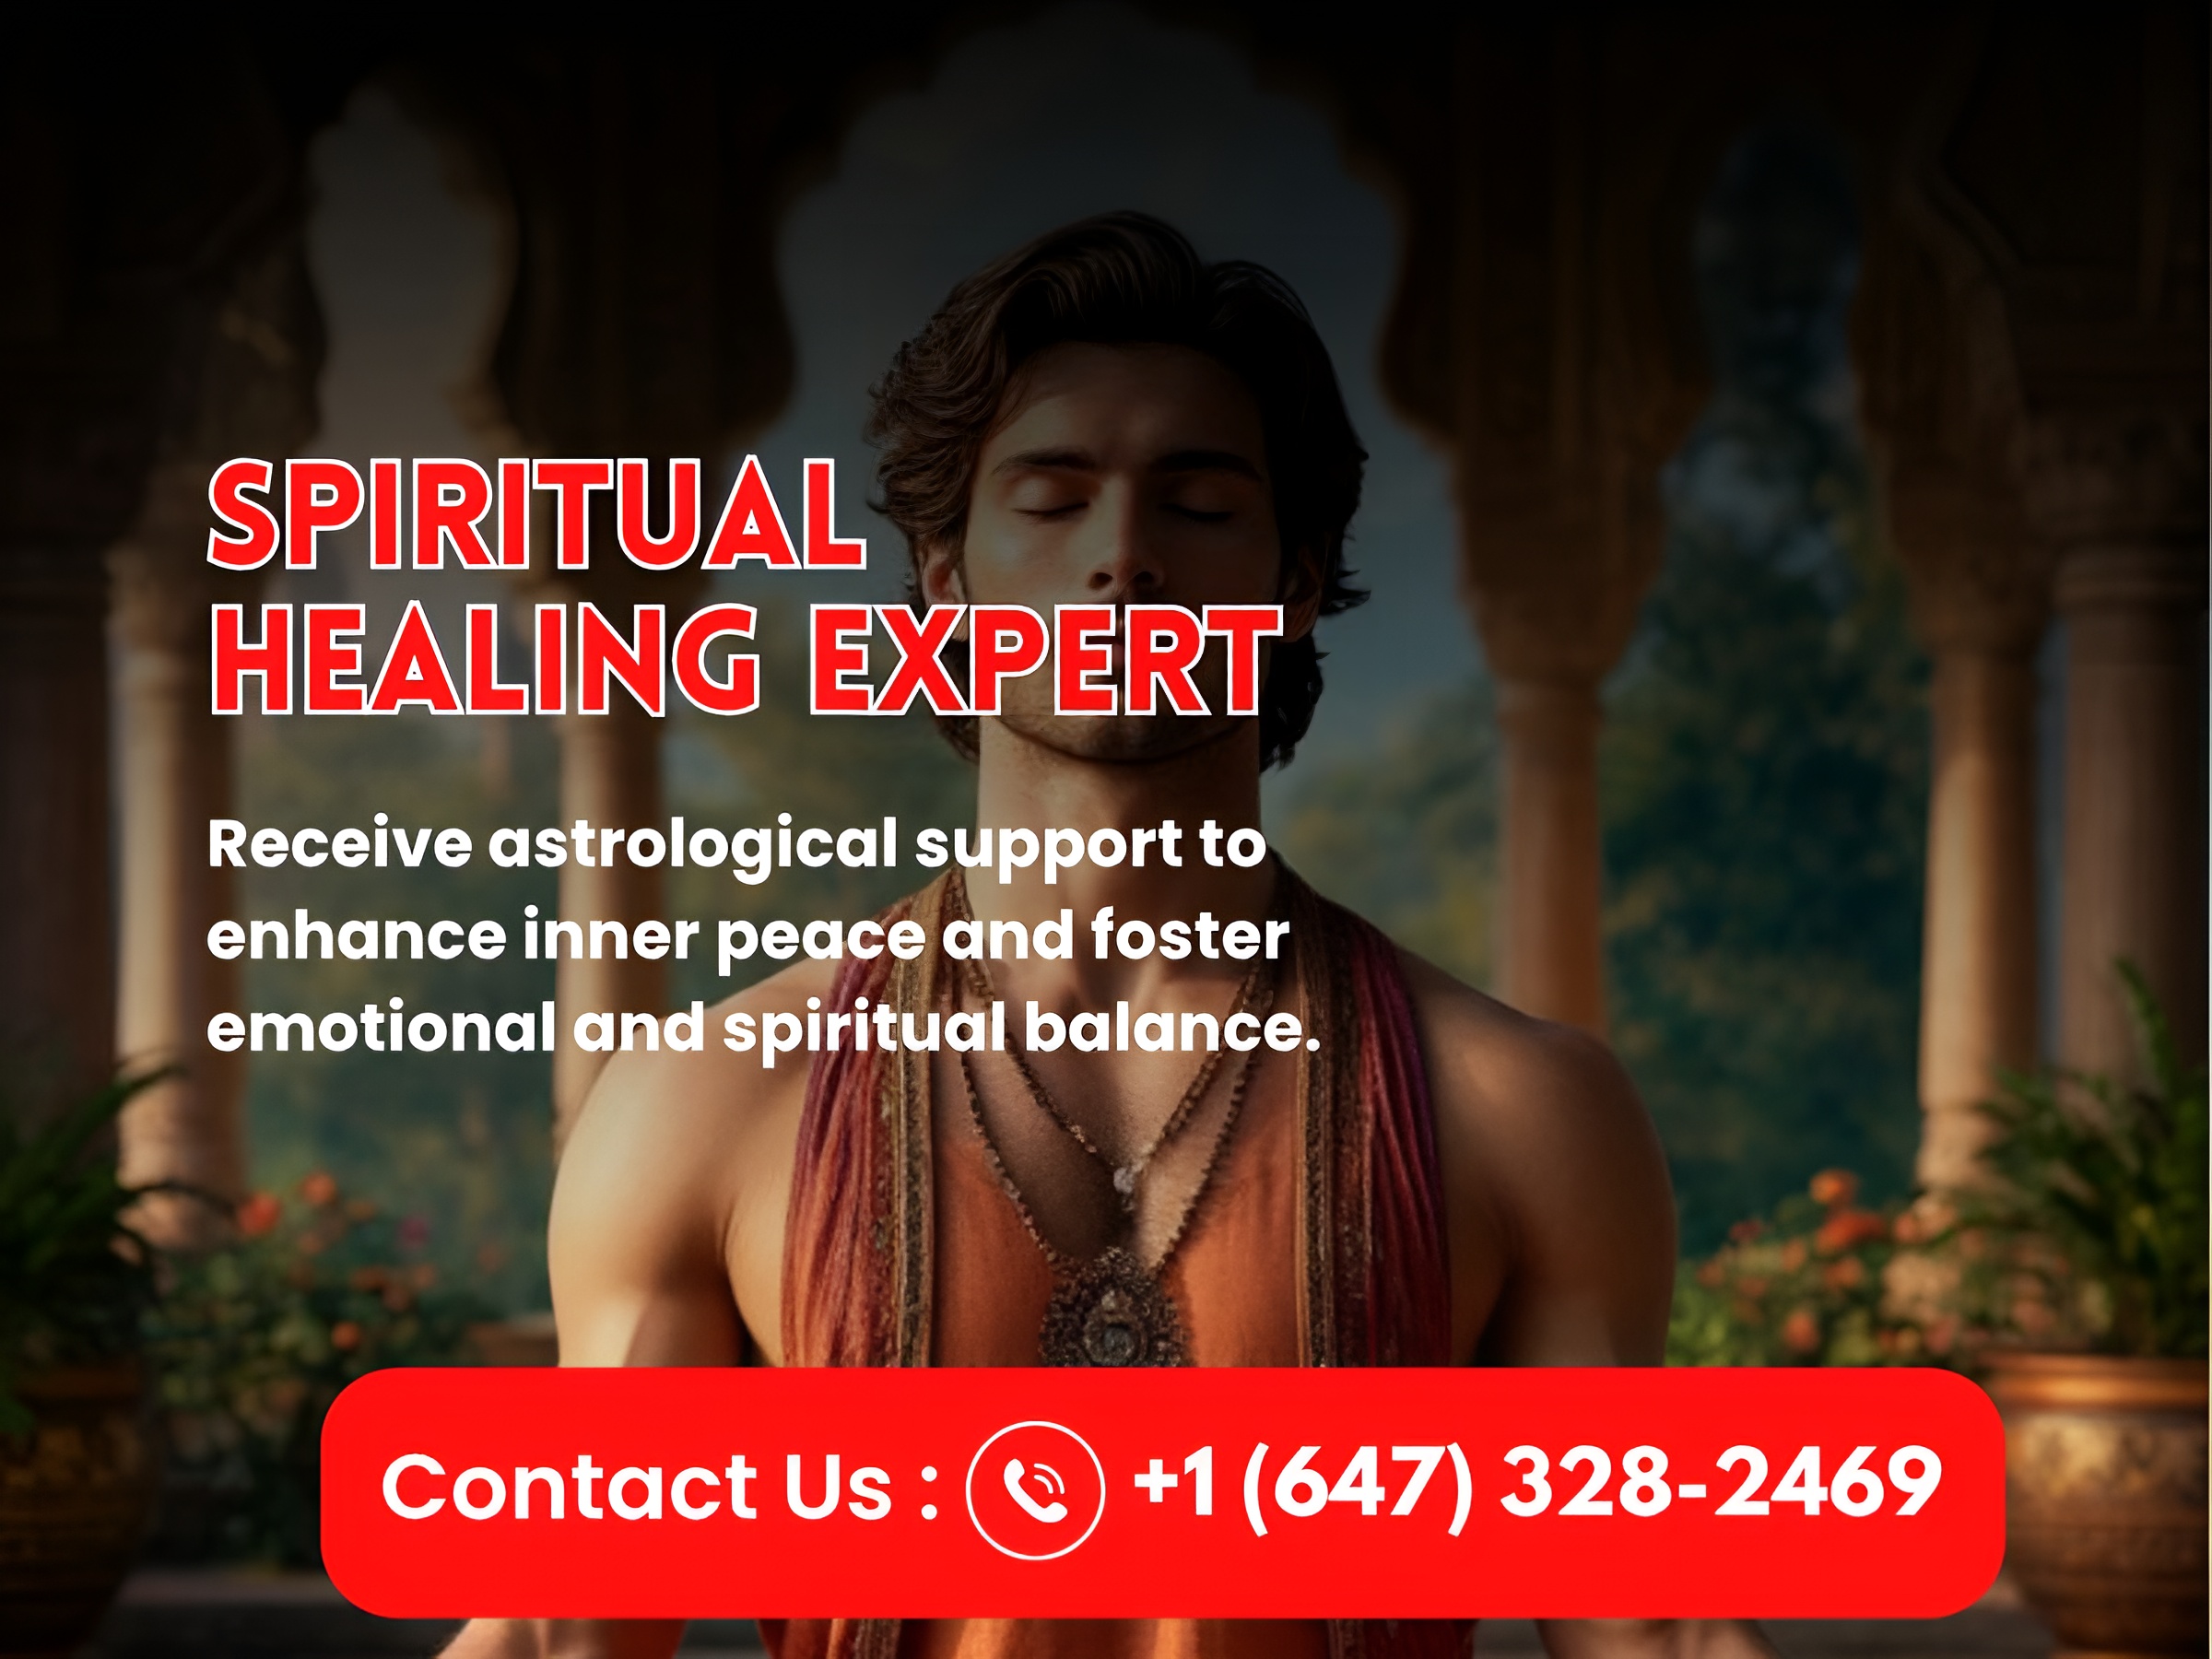 SPIRITUAL
HEALING EXPERT
Receive astrological support to
enhance inner peace and foster
emotional and spiritual balance.
Contact Us : +1 (647) 328-2469